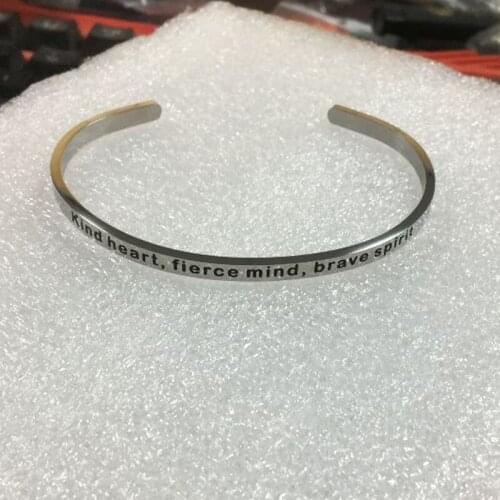 Kind heart, fierce mind, brave spirit